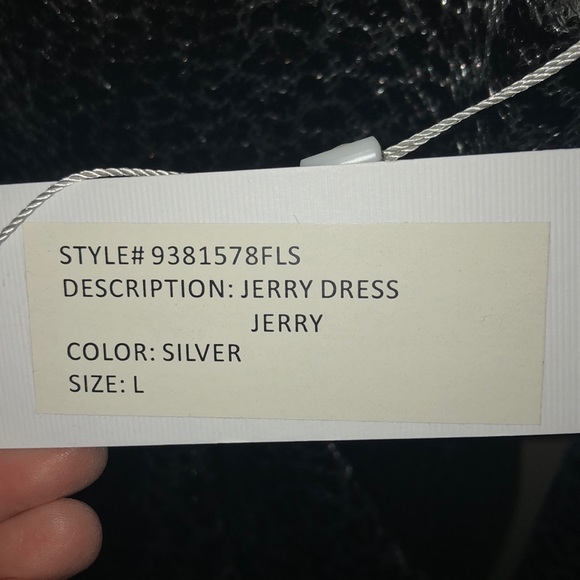 STYLE# 9381578FLS
DESCRIPTION: JERRY DRESS
JERRY
COLOR: SILVER
SIZE: L